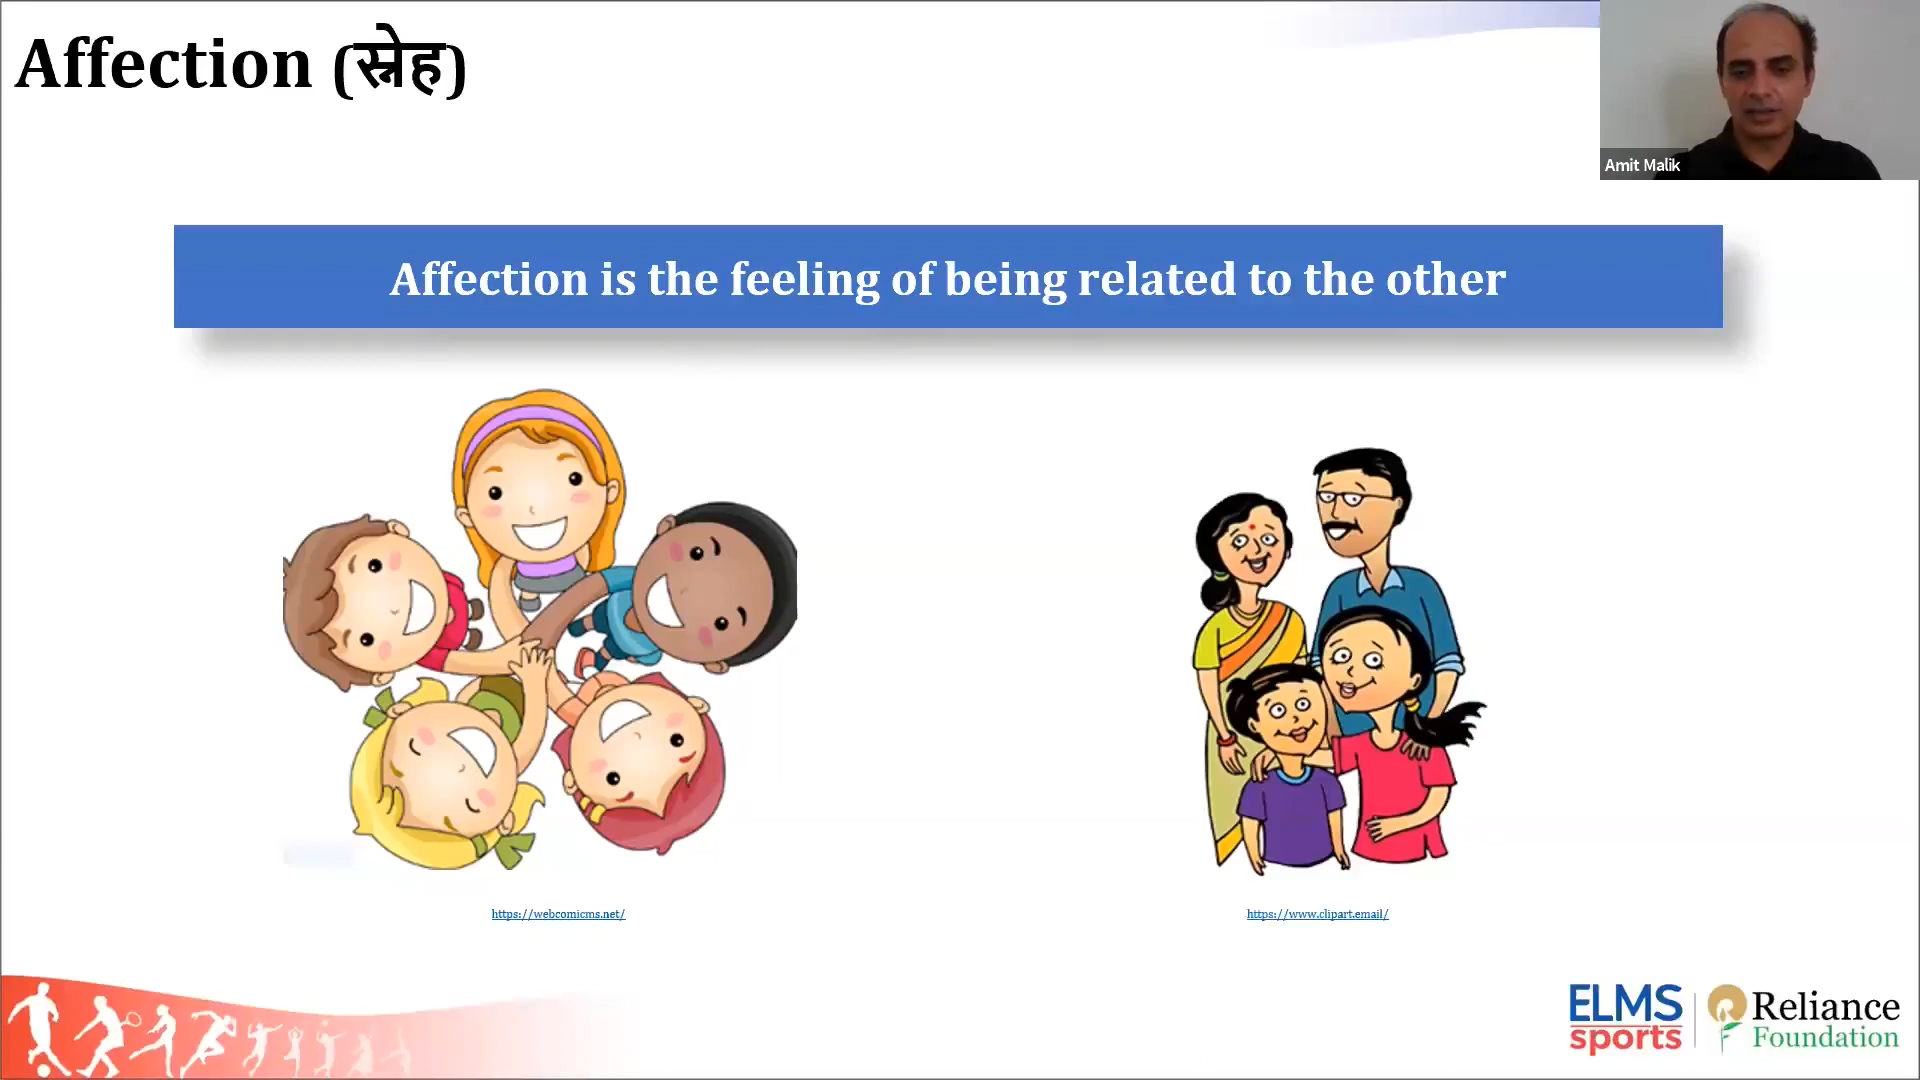 Affection (स्नेह)
Amit Malik
Affection is the feeling of being related to the other
https://webcomicms.net/
https://www.clipart.email/
ELMS
sports
Reliance
Foundation